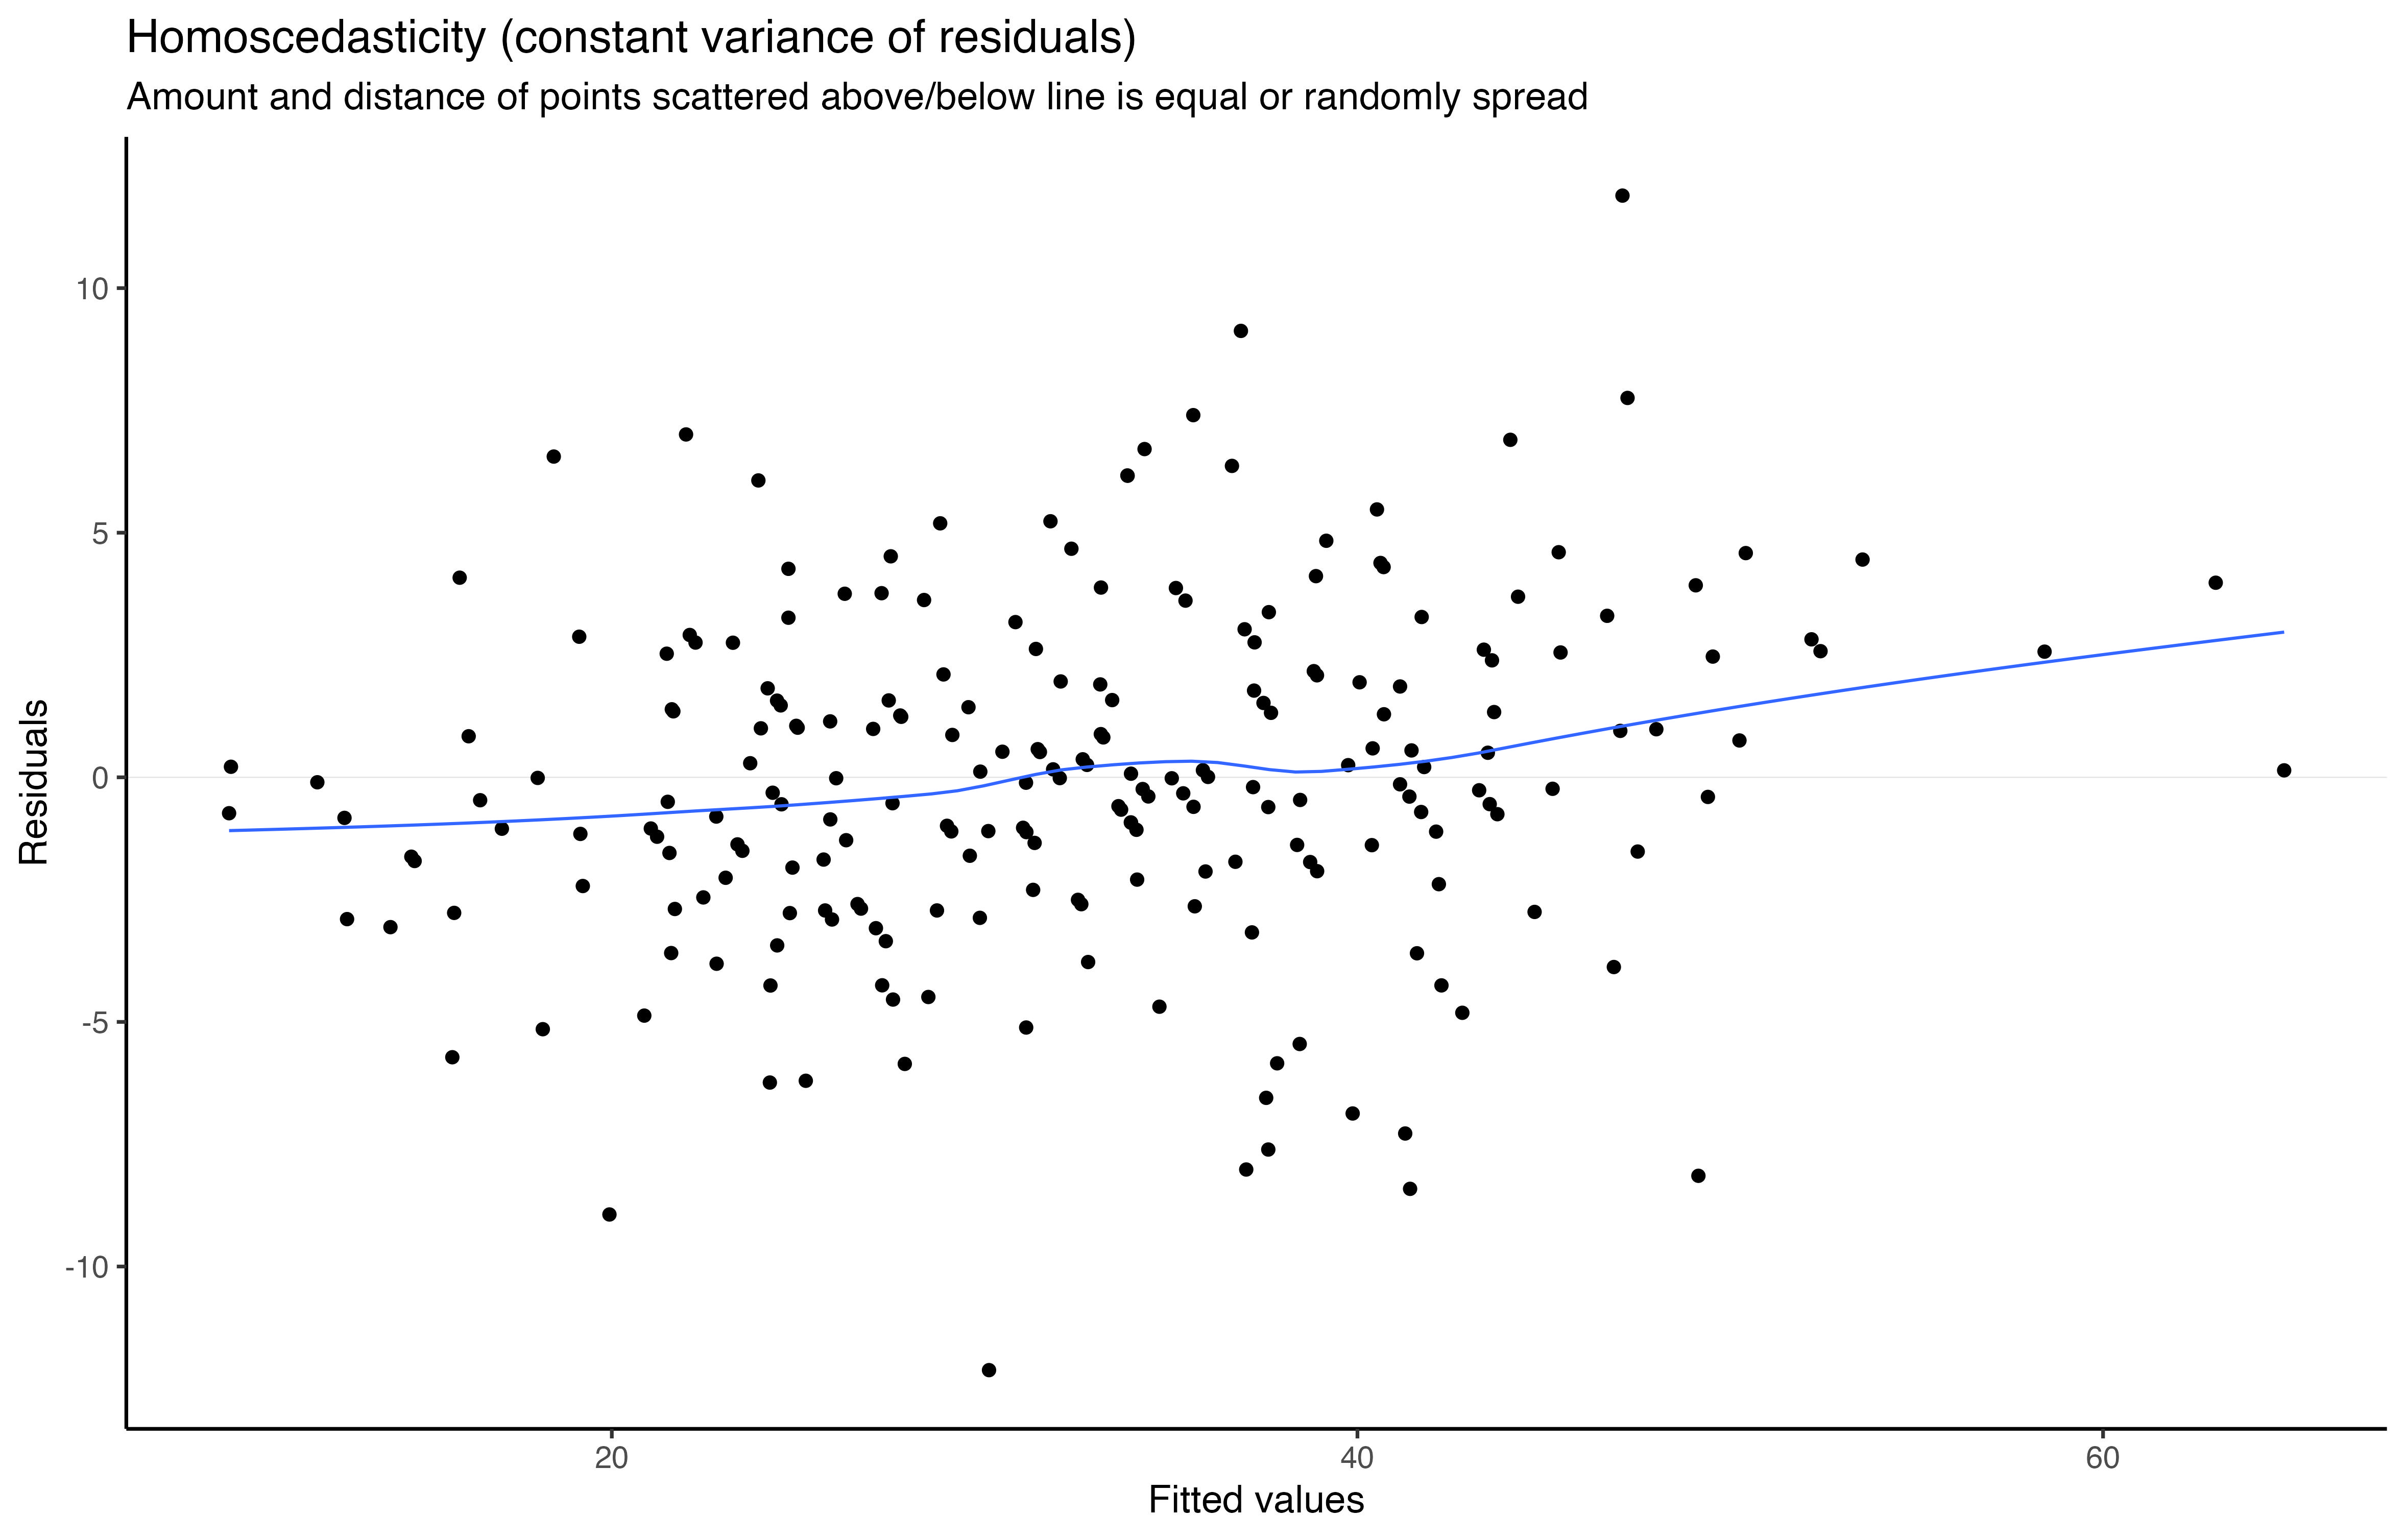 Homoscedasticity (constant variance of residuals)
Amount and distance of points scattered above/below line is equal or randomly spread
10
5
0
-5
-10
Residuals
20 40 60
Fitted values